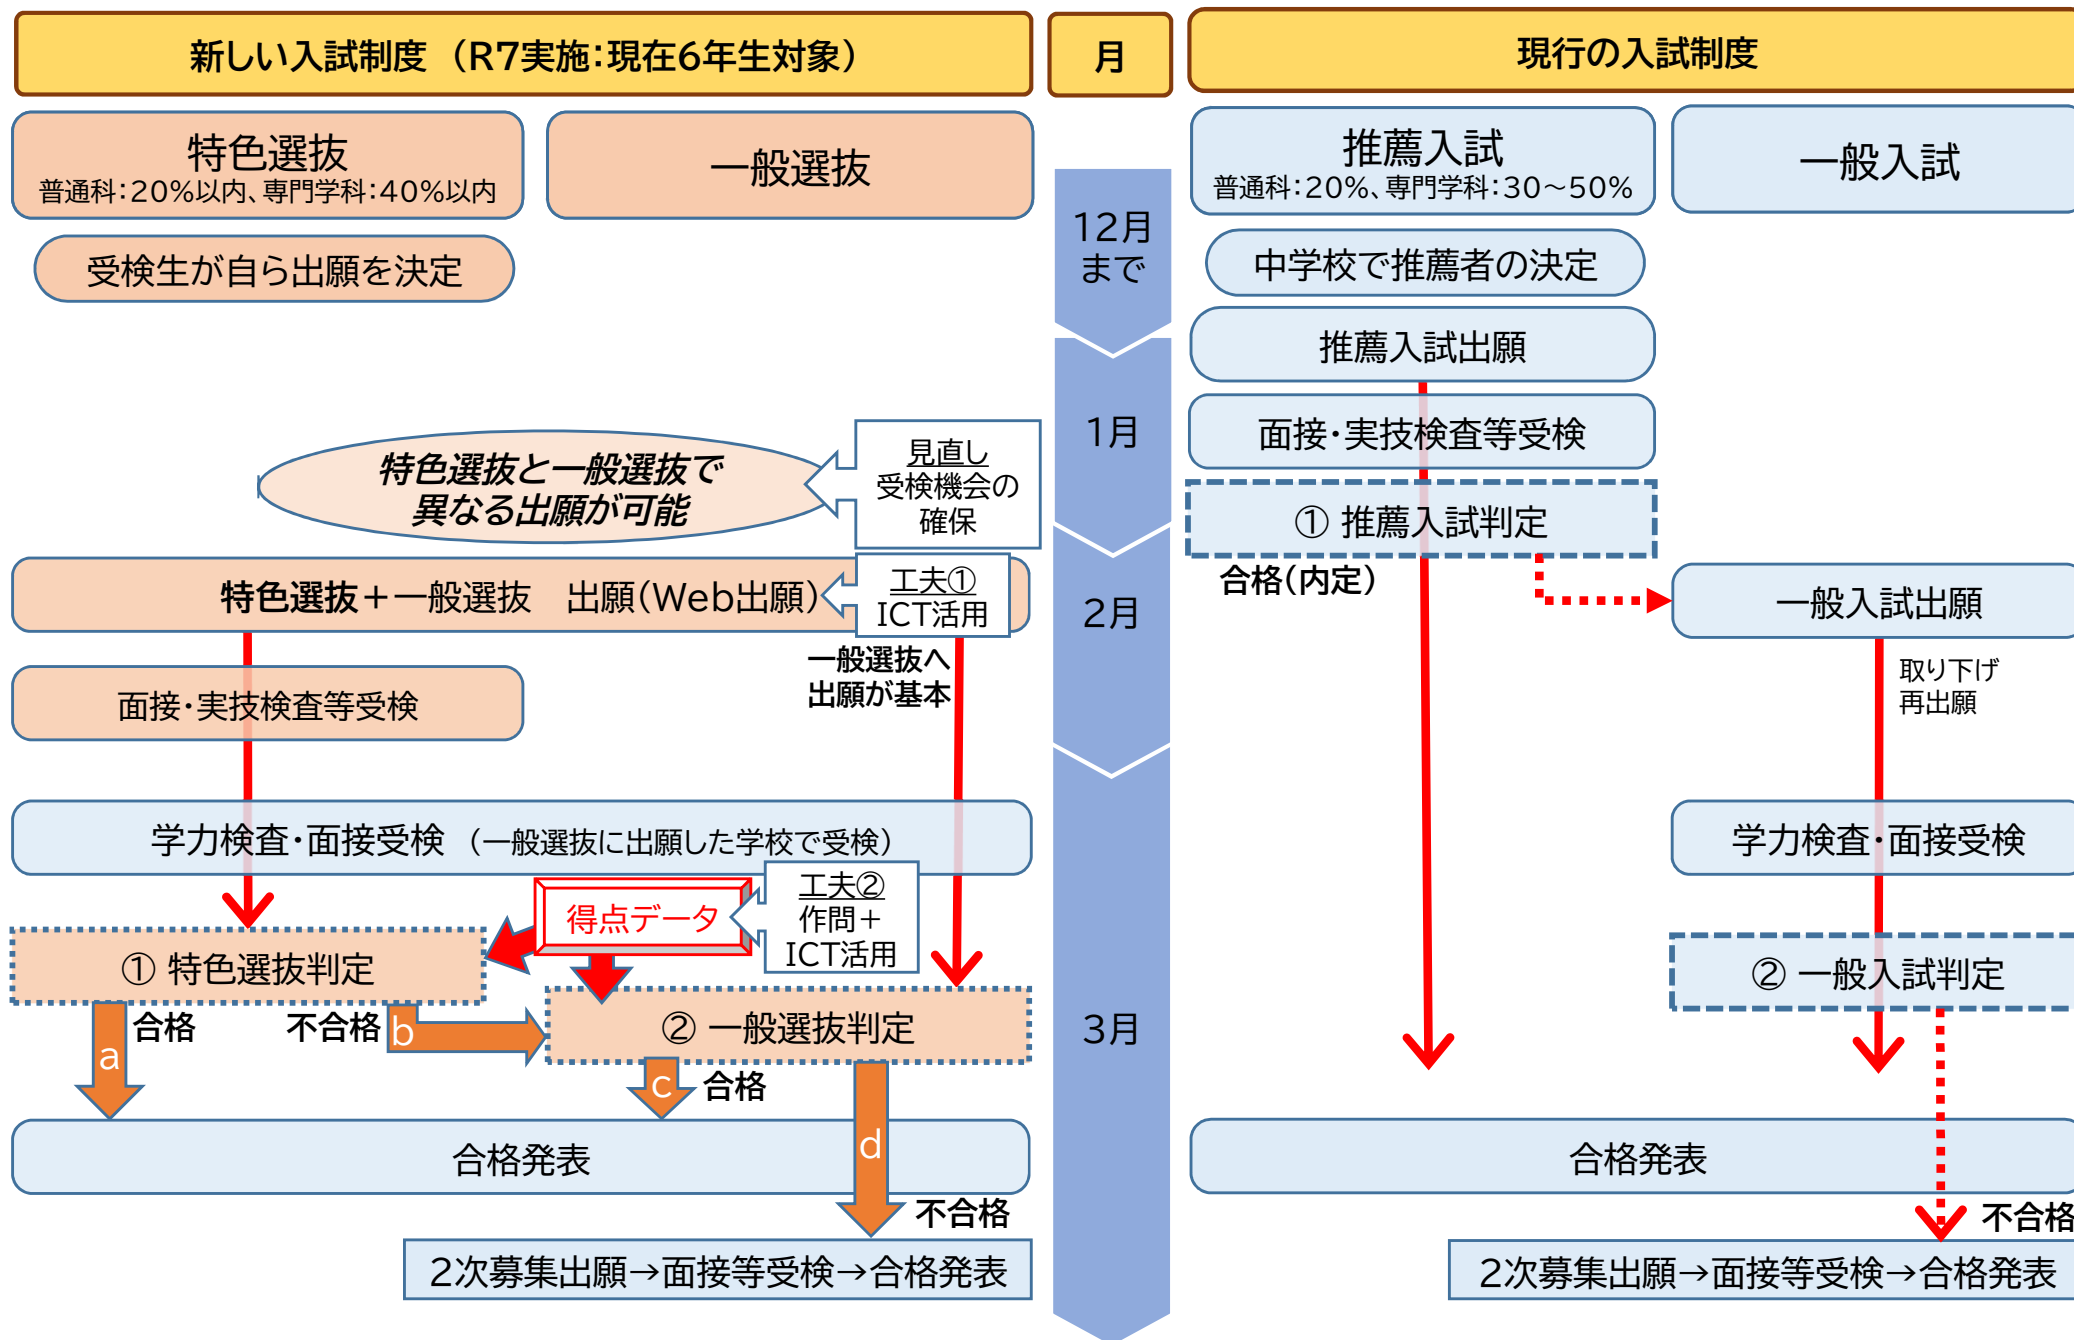 新しい入試制度 （R7実施：現在6年生対象）
月
現行の入試制度
特色選抜
普通科：20％以内、専門学科：40％以内
一般選抜
推薦入試
普通科：20％、専門学科：30～50％
一般入試
受検生が自ら出願を決定
12月
まで
中学校で推薦者の決定
推薦入試出願
1月
面接・実技検査等受検
特色選抜と一般選抜で
異なる出願が可能
見直し
受検機会の
確保
① 推薦入試判定
合格（内定）
特色選抜＋一般選抜　出願（Web出願）
工夫①
ICT活用
2月
一般入試出願
一般選抜へ
出願が基本
取り下げ
再出願
面接・実技検査等受検
学力検査・面接受検 （一般選抜に出願した学校で受検）
学力検査・面接受検
得点データ
工夫②
作問＋
ICT活用
① 特色選抜判定
② 一般入試判定
a
合格
不合格
b
② 一般選抜判定
3月
c
合格
d
合格発表
合格発表
不合格
不合格
2次募集出願→面接等受検→合格発表
2次募集出願→面接等受検→合格発表